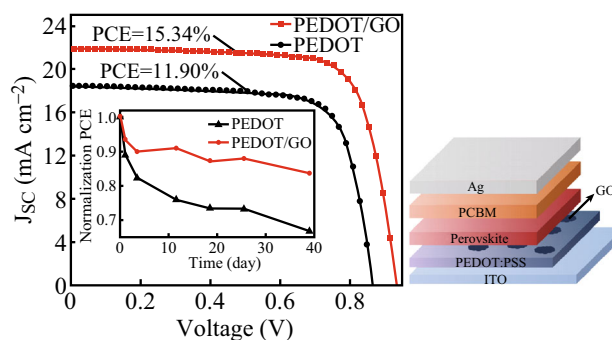 24
20
16
12
8
4
0
J_SC (mA cm⁻²)
PEDOT/GO
PEDOT
PCE=15.34%
PCE=11.90%
1.0
0.9
0.8
0.7
Normalization PCE
PEDOT
PEDOT/GO
0 10 20 30 40
Time (day)
0 0.2 0.4 0.6 0.8
Voltage (V)
GO
Ag
PCBM
Perovskite
PEDOT:PSS
ITO